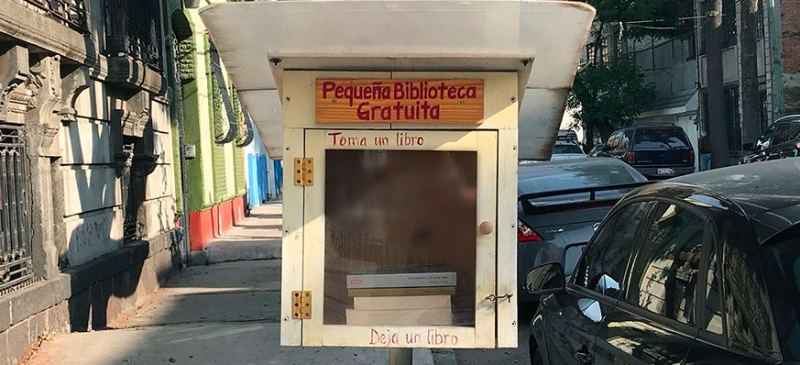 Pequeña Biblioteca
Gratuita
Toma un libro
Deja un libro